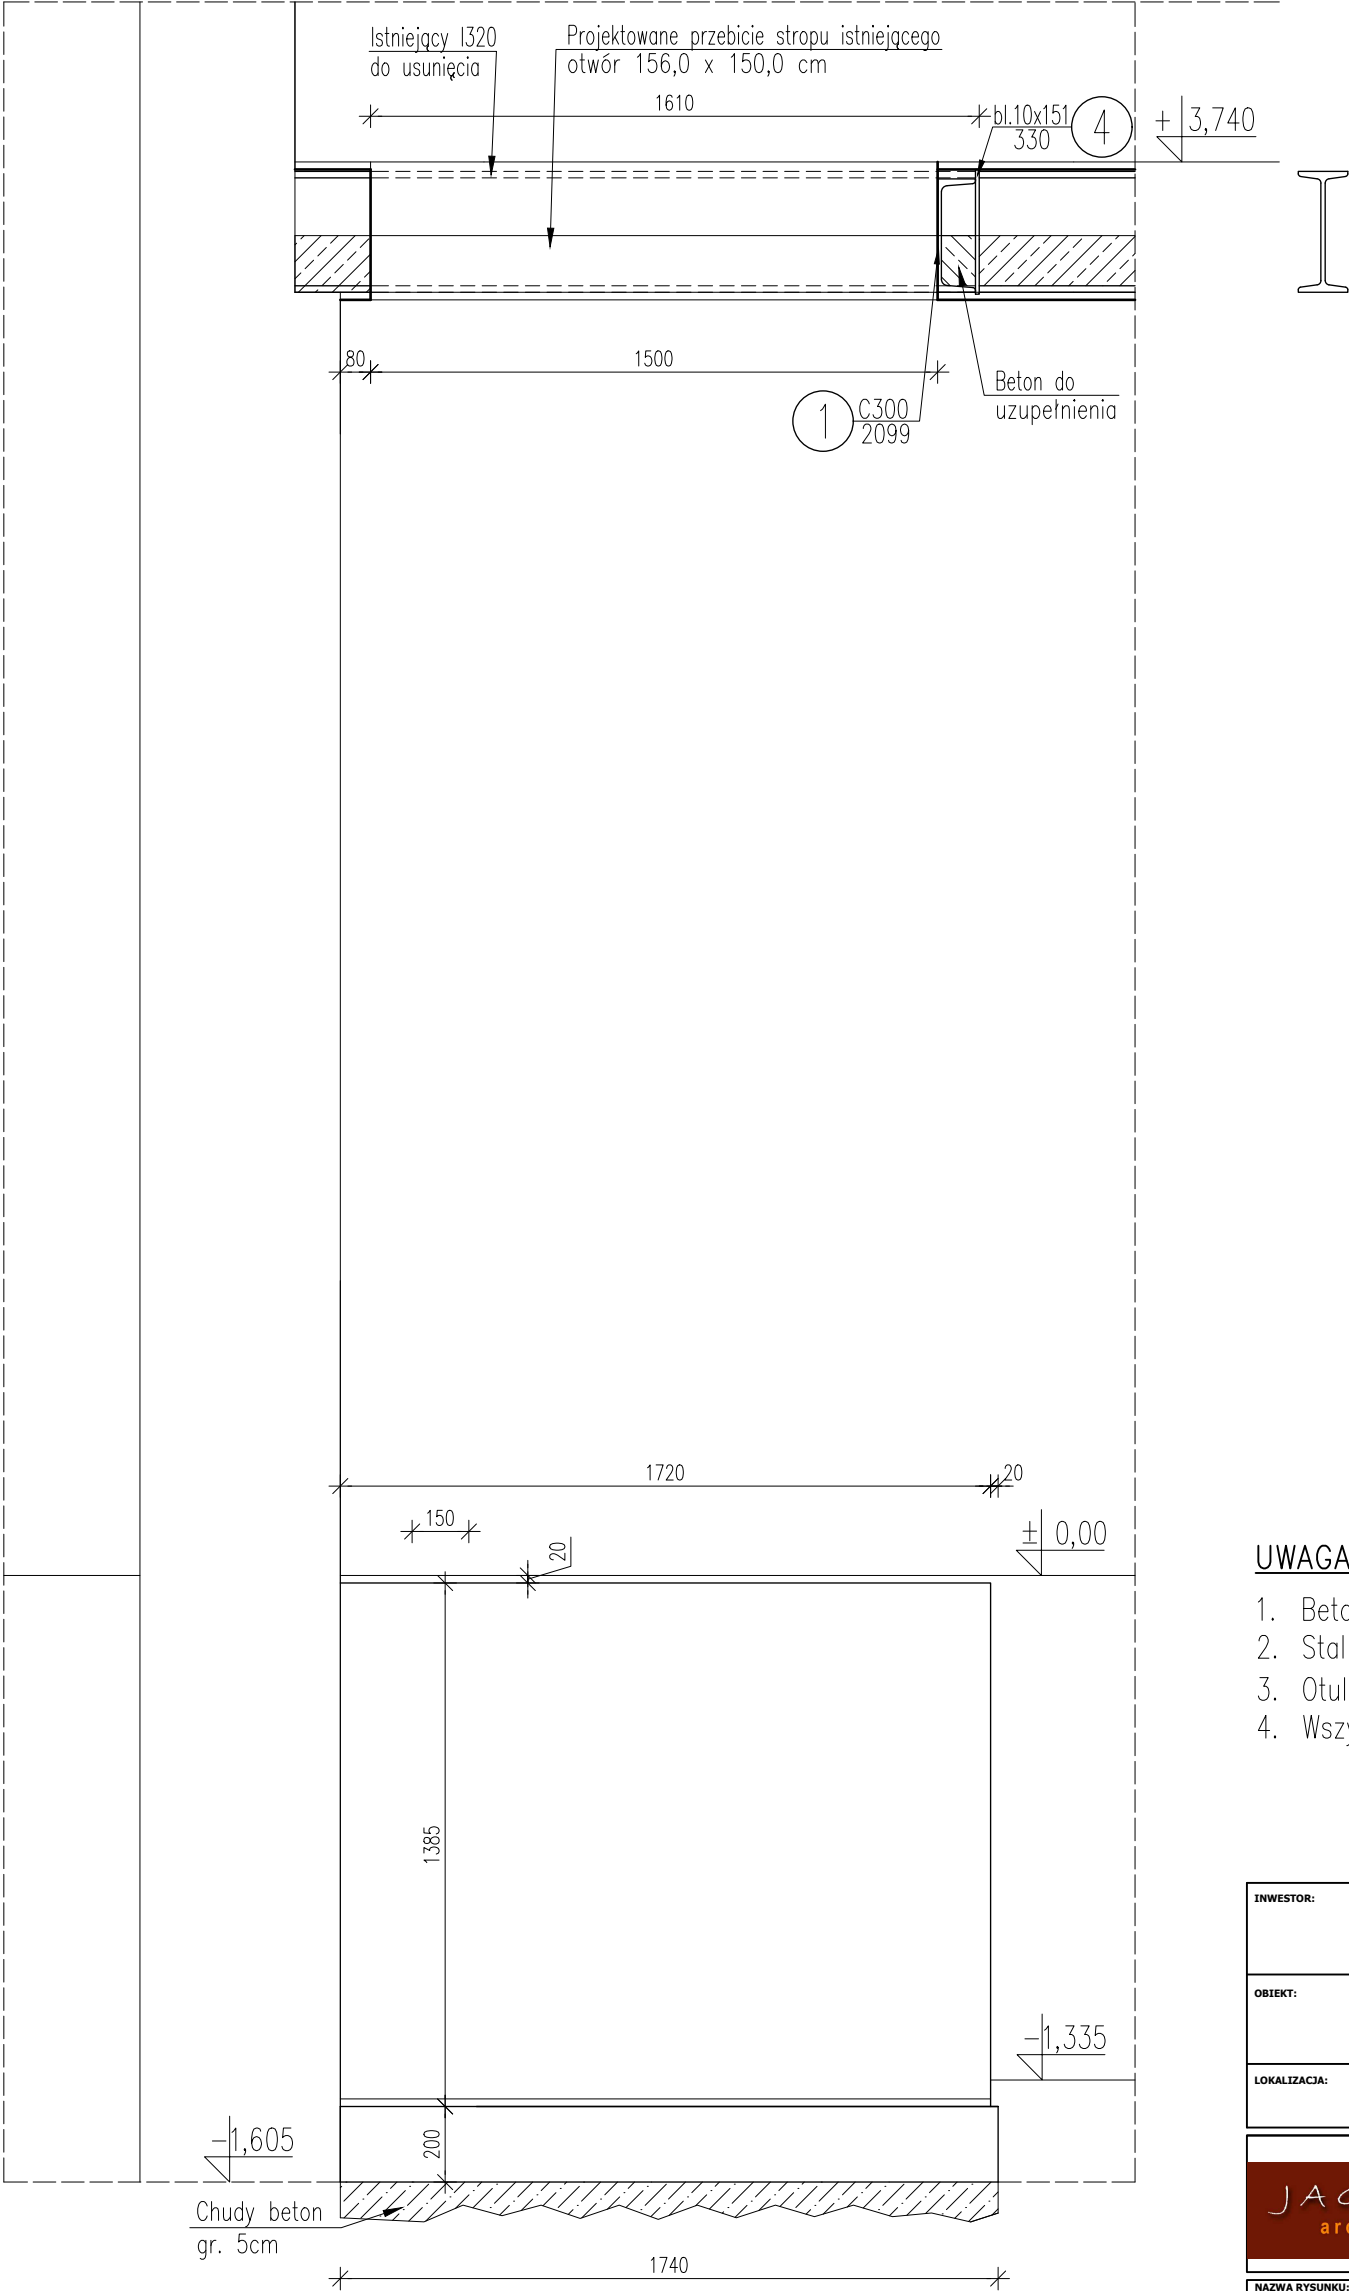 Istniejący I320
do usunięcia
Projektowane przebicie stropu istniejącego
otwór 156,0 x 150,0 cm
1610
bl.10x151
330
4
+ 3,740
80
1500
1
C300
2099
Beton do
uzupełnienia
1720
20
150
20
± 0,00
UWAGA
1. Beto
2. Stal
3. Otul
4. Wszy
1385
INWESTOR:
OBIEKT:
-1,335
LOKALIZACJA:
-1,605
200
Chudy beton
gr. 5cm
1740
JAC
arc
NAZWA RYSUNKU: